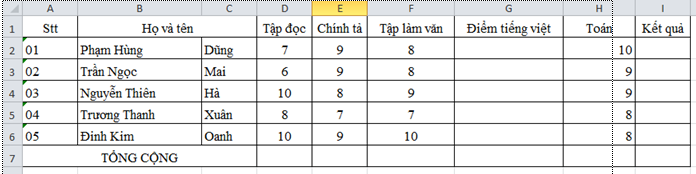 A B C D E F G H I
1 Stt Họ và tên Tập đọc Chính tả Tập làm văn Điểm tiếng việt Toán Kết quả
2 01 Phạm Hùng Dũng 7 9 8 10
3 02 Trần Ngọc Mai 6 9 8 9
4 03 Nguyễn Thiên Hà 10 8 9 9
5 04 Trương Thanh Xuân 8 7 7 8
6 05 Đinh Kim Oanh 10 9 10 8
7 TỔNG CỘNG